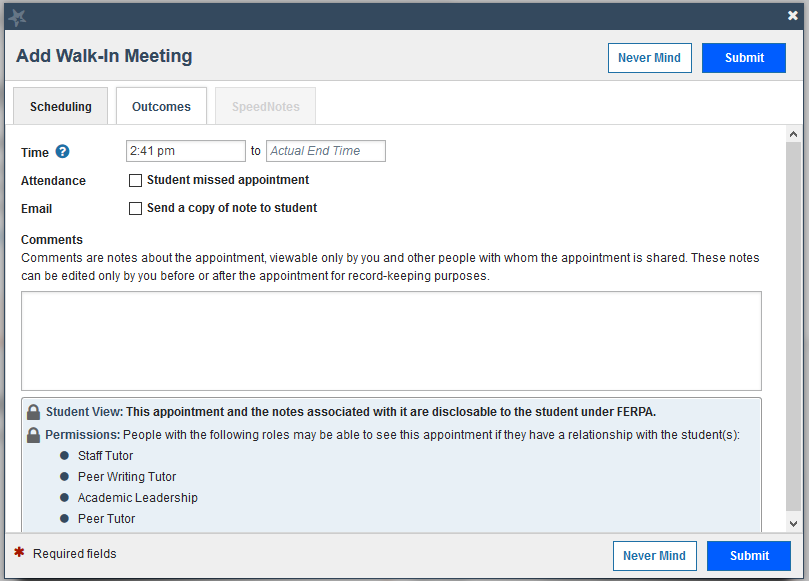 Add Walk-In Meeting
Never Mind
Submit
Scheduling
Outcomes
SpeedNotes
Time ? 2:41 pm to Actual End Time
Attendance Student missed appointment
Email Send a copy of note to student
Comments
Comments are notes about the appointment, viewable only by you and other people with whom the appointment is shared. These notes
can be edited only by you before or after the appointment for record-keeping purposes.
Student View: This appointment and the notes associated with it are disclosable to the student under FERPA.
Permissions: People with the following roles may be able to see this appointment if they have a relationship with the student(s):
Staff Tutor
Peer Writing Tutor
Academic Leadership
Peer Tutor
* Required fields
Never Mind
Submit